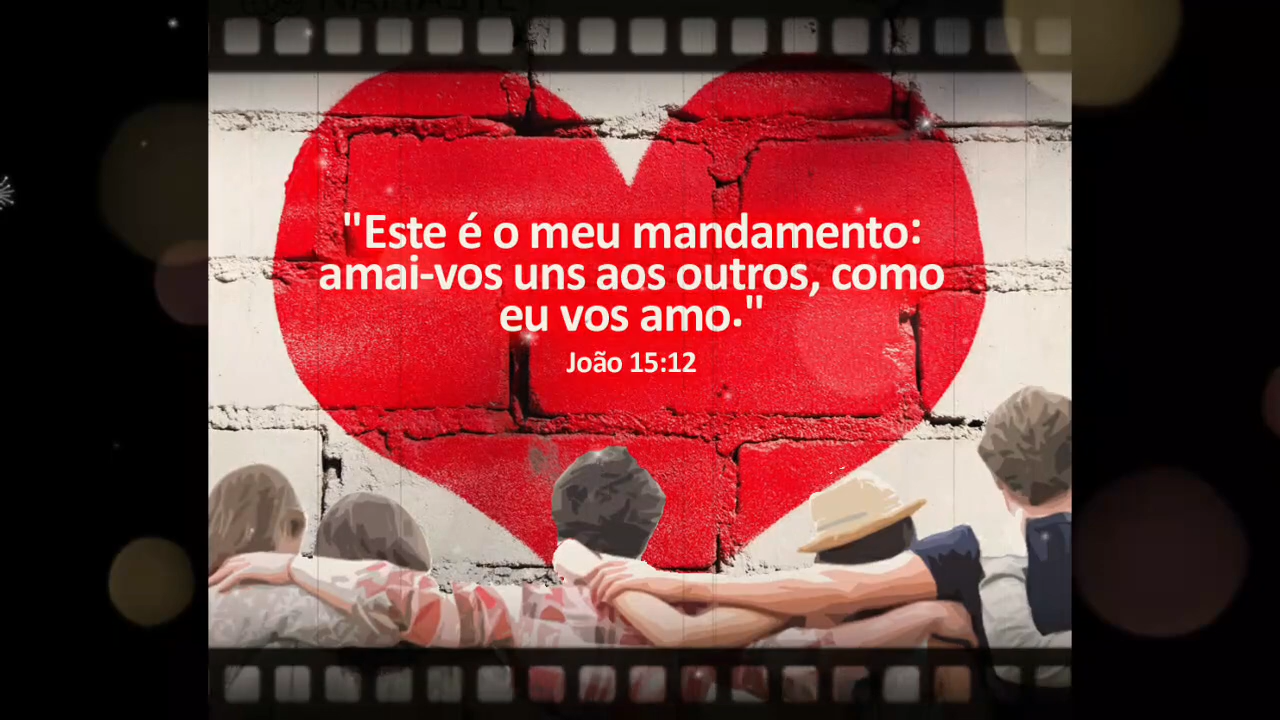 "Este é o meu mandamento:
amai-vos uns aos outros, como
eu vos amo."
João 15:12